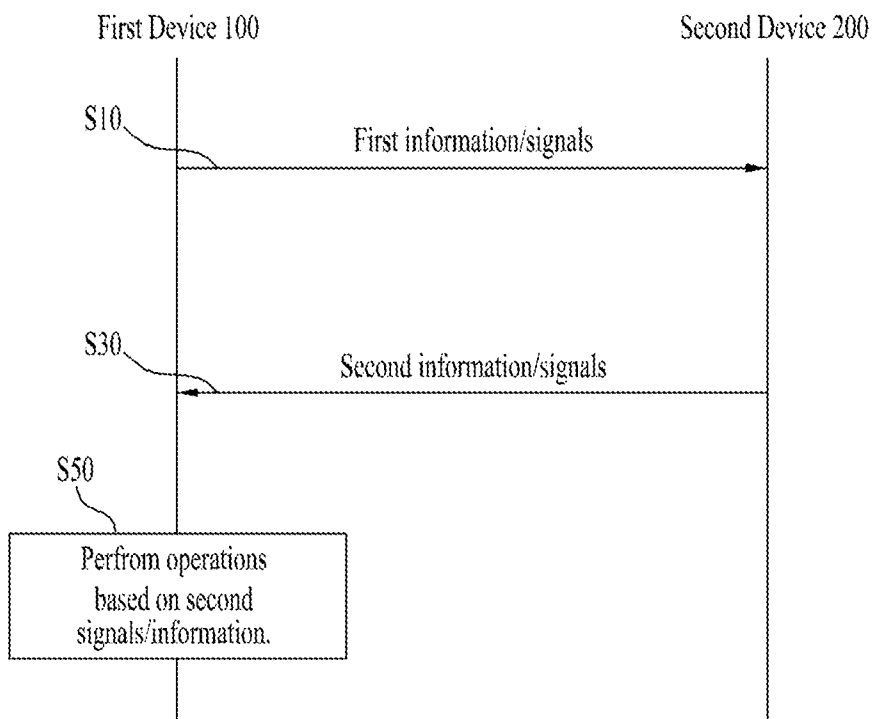 First Device 100
Second Device 200
S10
First information/signals
S30
Second information/signals
S50
Perfrom operations
based on second
signals/information.